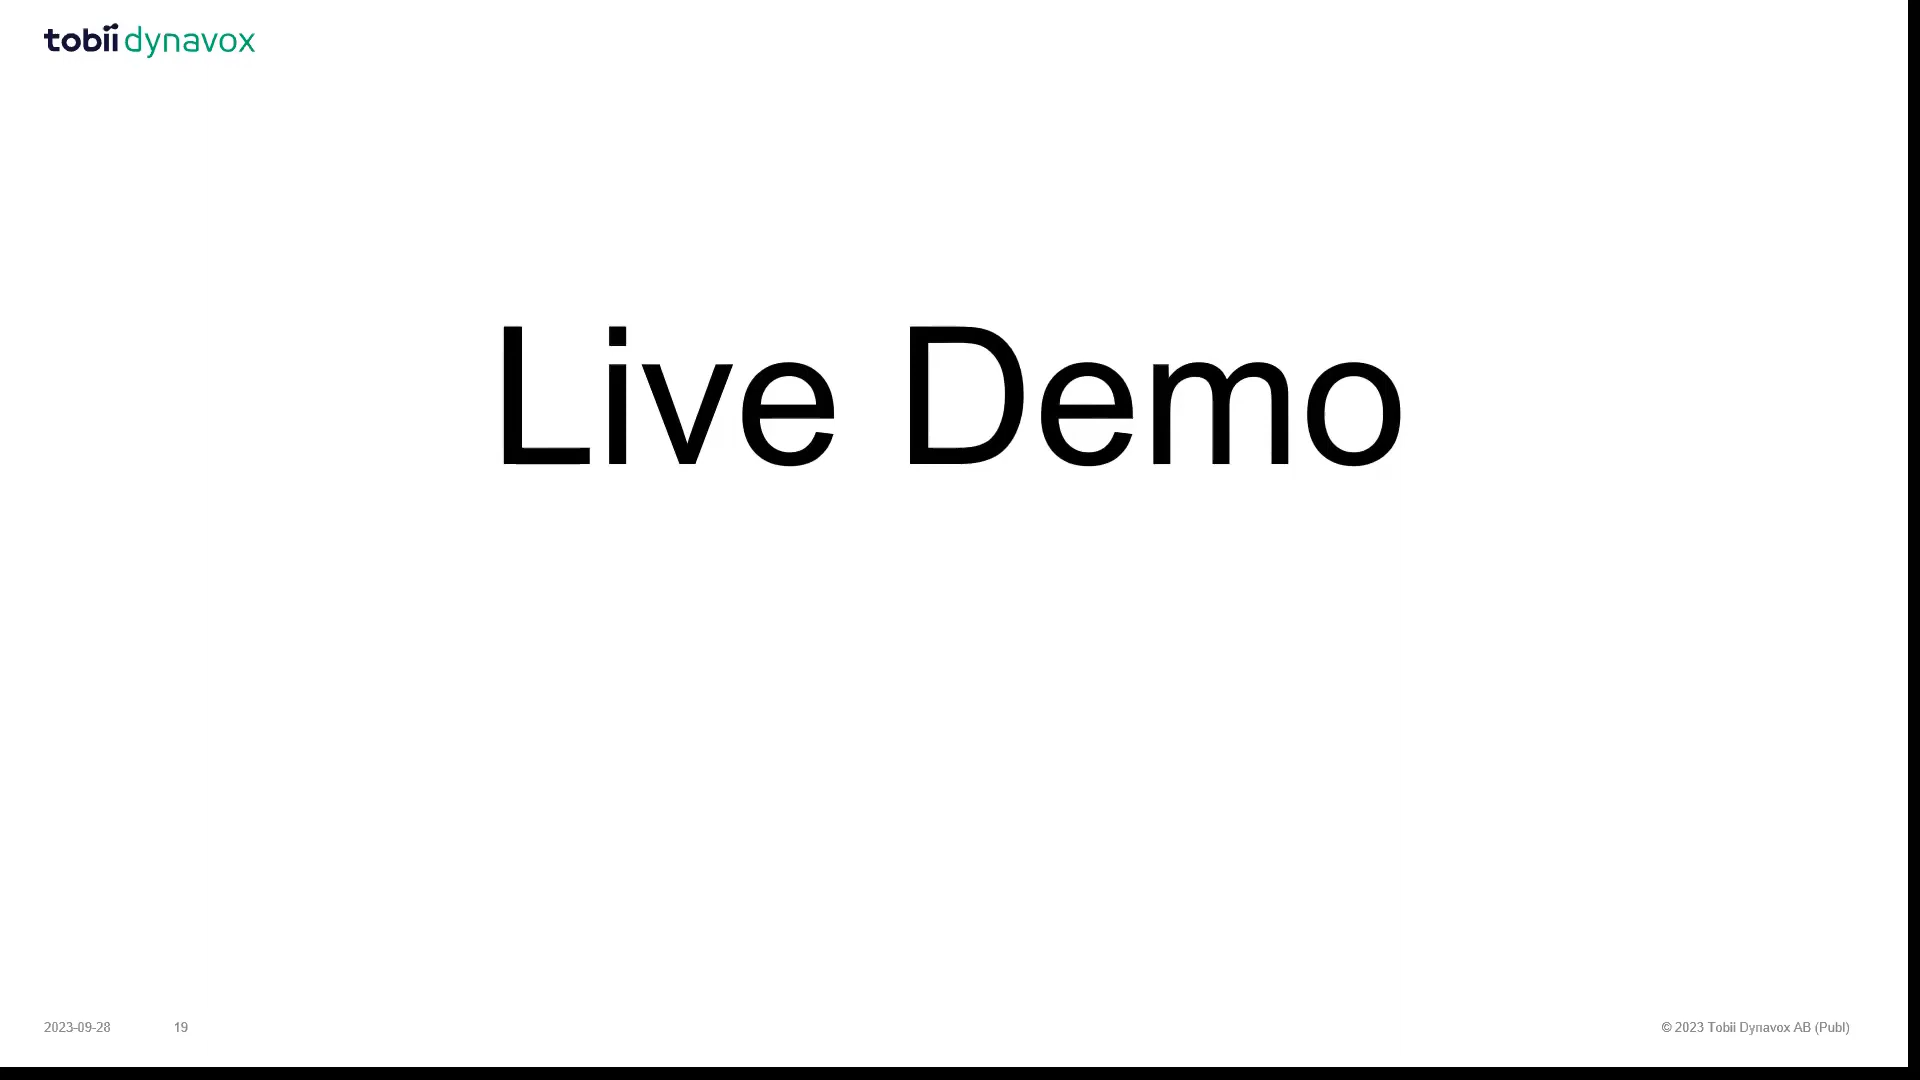 tobii dynavox
Live Demo
2023-09-28 19 © 2023 Tobii Dynavox AB (Publ)